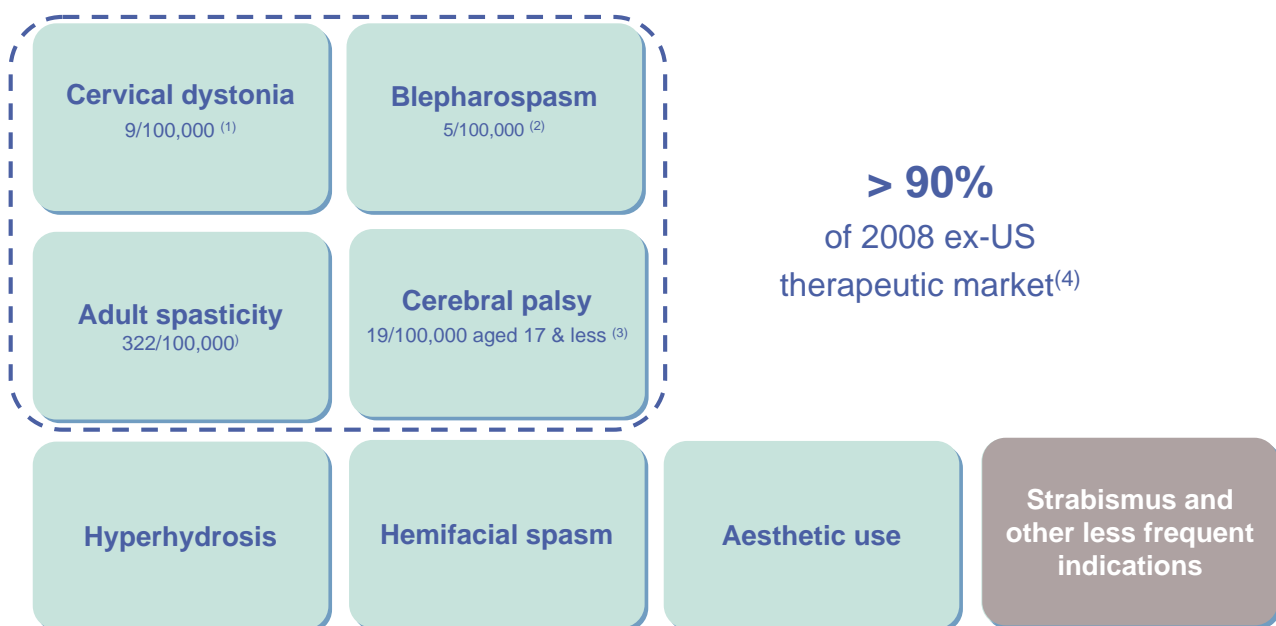 Cervical dystonia
9/100,000 (1)
Blepharospasm
5/100,000 (2)
> 90%
of 2008 ex-US
therapeutic market(4)
Adult spasticity
322/100,000)
Cerebral palsy
19/100,000 aged 17 & less (3)
Hyperhydrosis
Hemifacial spasm
Aesthetic use
Strabismus and
other less frequent
indications